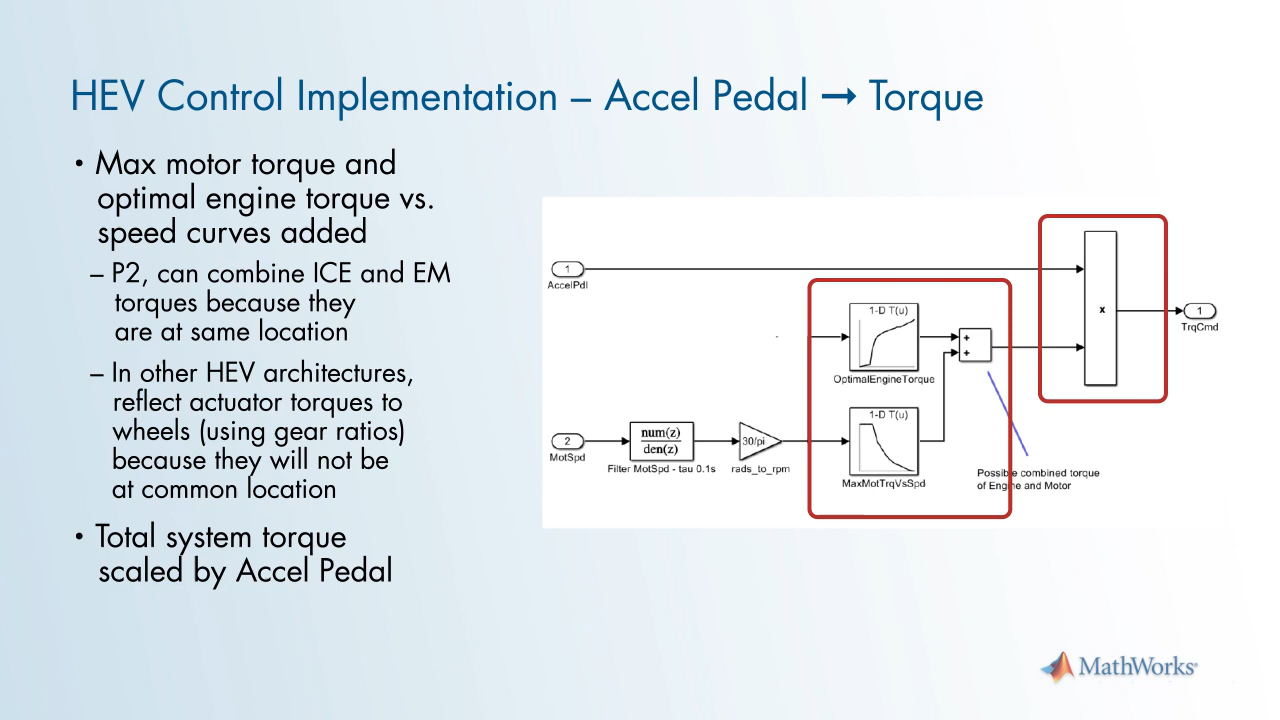 HEV Control Implementation – Accel Pedal ➞ Torque
• Max motor torque and
optimal engine torque vs.
speed curves added
– P2, can combine ICE and EM
torques because they
are at same location
– In other HEV architectures,
reflect actuator torques to
wheels (using gear ratios)
because they will not be
at common location
• Total system torque
scaled by Accel Pedal
1
AccelPdl
1-D T(u)
OptimalEngineTorque
+
+
x
1
TrqCmd
2
MotSpd
num(z)
den(z)
Filter MotSpd - tau 0.1s
30/pi
rads_to_rpm
1-D T(u)
MaxMotTrqVsSpd
Possible combined torque
of Engine and Motor
MathWorks®